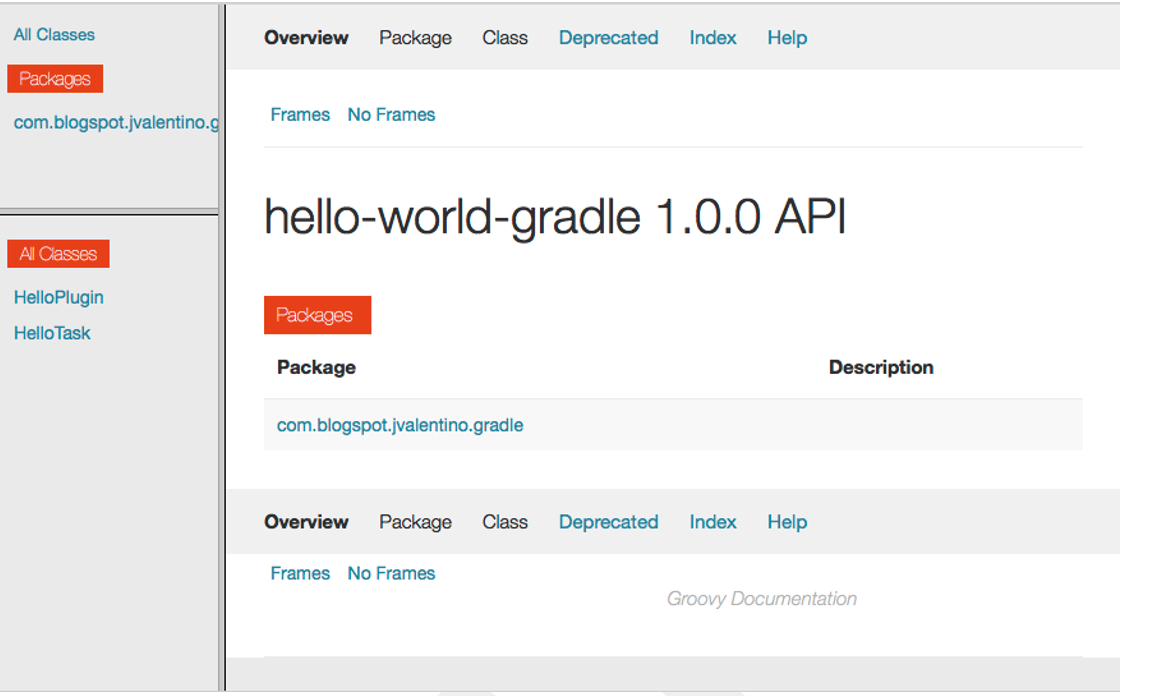 All Classes
Packages
com.blogspot.jvalentino.g
All Classes
HelloPlugin
HelloTask
Overview Package Class Deprecated Index Help
Frames No Frames
hello-world-gradle 1.0.0 API
Packages
Package Description
com.blogspot.jvalentino.gradle
Overview Package Class Deprecated Index Help
Frames No Frames
Groovy Documentation